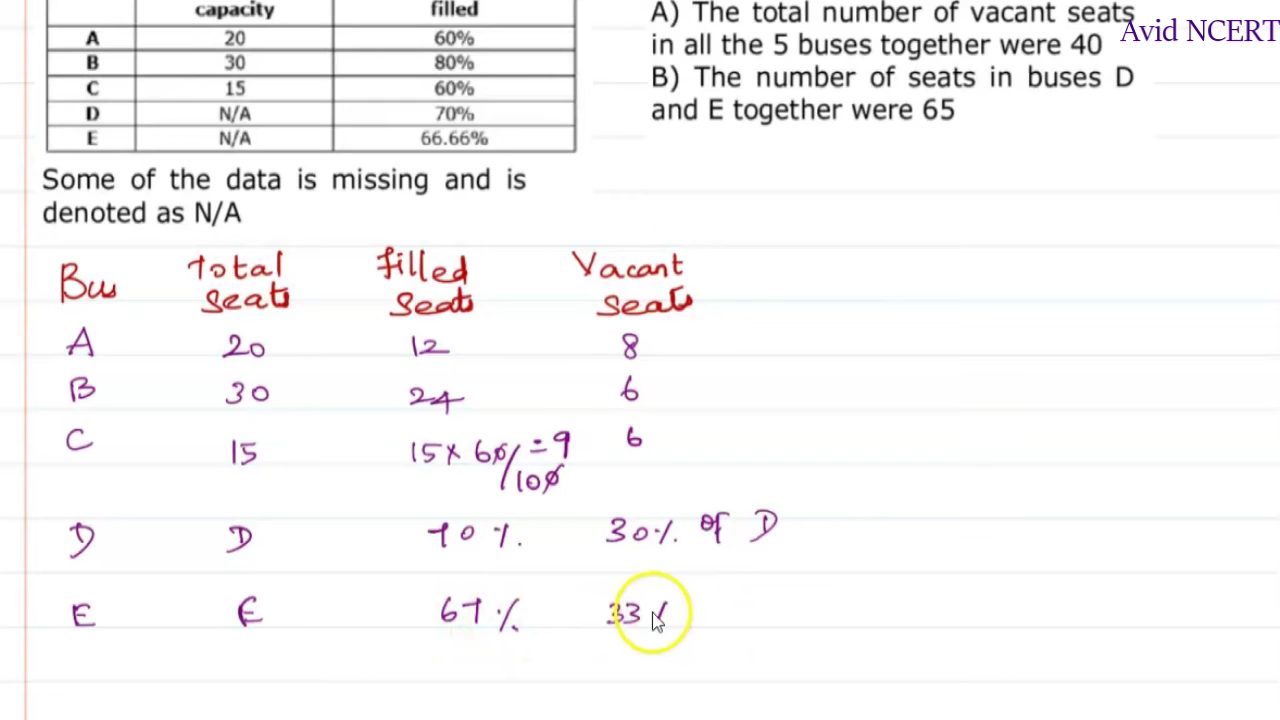 capacity filled
A 20 60%
B 30 80%
C 15 60%
D N/A 70%
E N/A 66.66%
Some of the data is missing and is
denoted as N/A
A) The total number of vacant seats
in all the 5 buses together were 40
B) The number of seats in buses D
and E together were 65
Avid NCERT
Bus Total seats filled seats Vacant seats
A 20 12 8
B 30 24 6
C 15 15 x 60/100 = 9 6
D D 70 %. 30%. of D
E E 67 %. 33%